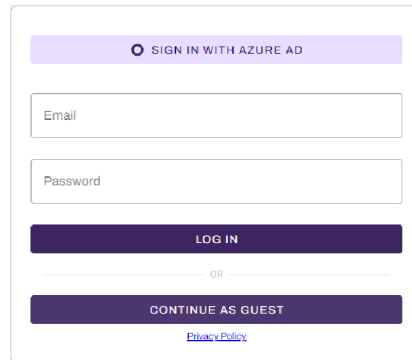 SIGN IN WITH AZURE AD
Email
Password
LOG IN
OR
CONTINUE AS GUEST
Privacy Policy